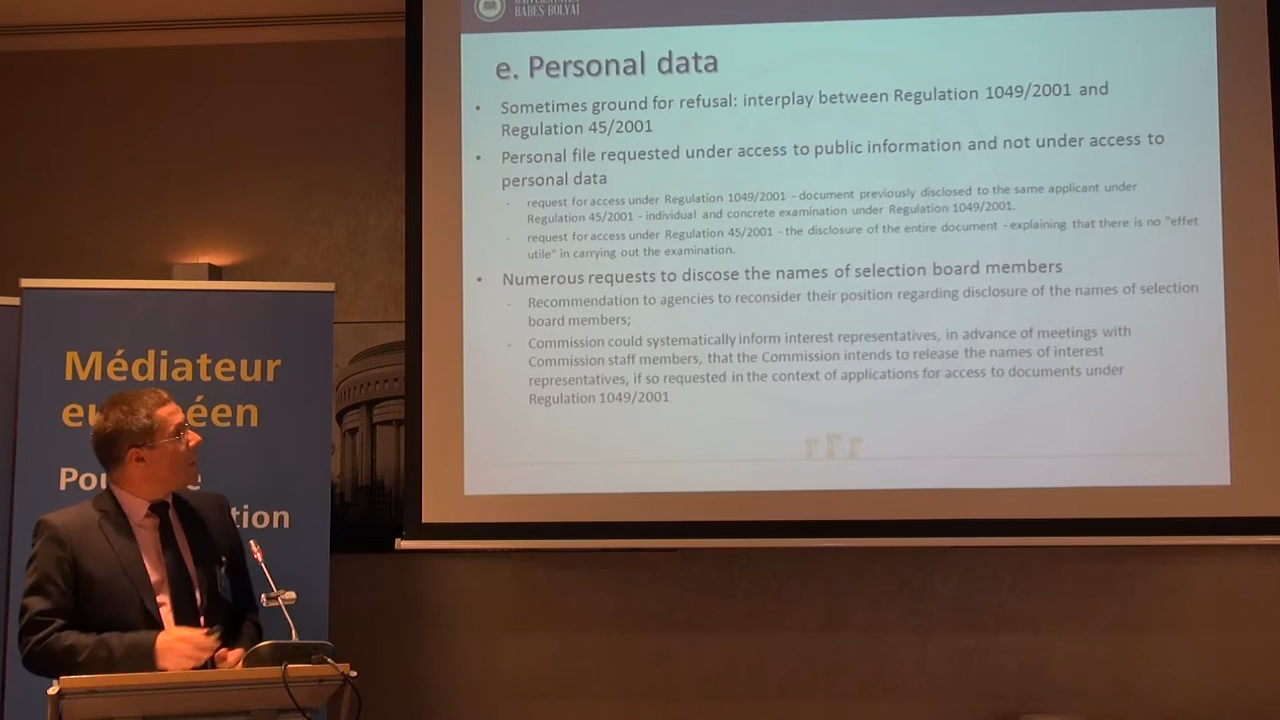 BABEȘ-BOLYAI
e. Personal data
• Sometimes ground for refusal: interplay between Regulation 1049/2001 and
Regulation 45/2001
• Personal file requested under access to public information and not under access to
personal data
- request for access under Regulation 1049/2001 - document previously disclosed to the same applicant under
Regulation 45/2001 - individual and concrete examination under Regulation 1049/2001.
- request for access under Regulation 45/2001 - the disclosure of the entire document - explaining that there is no "effet
utile" in carrying out the examination.
• Numerous requests to discose the names of selection board members
- Recommendation to agencies to reconsider their position regarding disclosure of the names of selection
board members;
- Commission could systematically inform interest representatives, in advance of meetings with
Commission staff members, that the Commission intends to release the names of interest
representatives, if so requested in the context of applications for access to documents under
Regulation 1049/2001
Médiateur